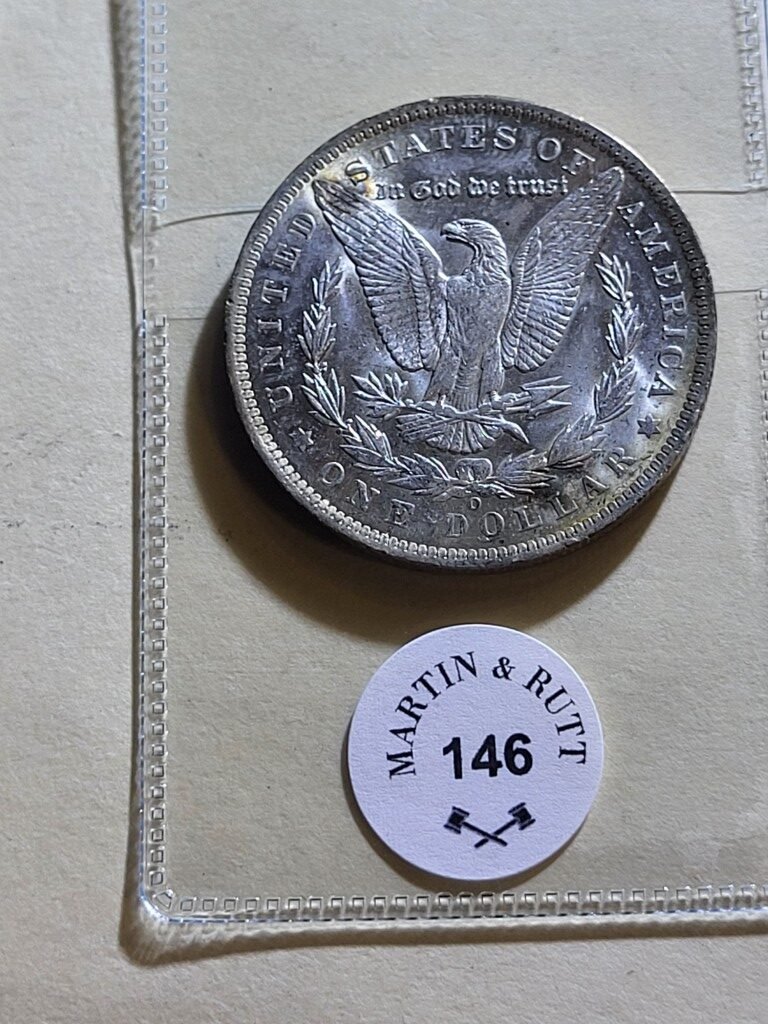 UNITED STATES OF AMERICA
In God we trust
O
ONE DOLLAR
MARTIN & RUTT
146